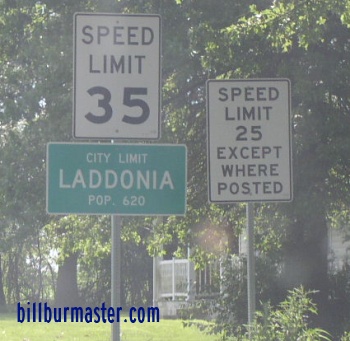 SPEED
LIMIT
35
CITY LIMIT
LADDONIA
POP. 620
SPEED
LIMIT
25
EXCEPT
WHERE
POSTED
billburmaster.com